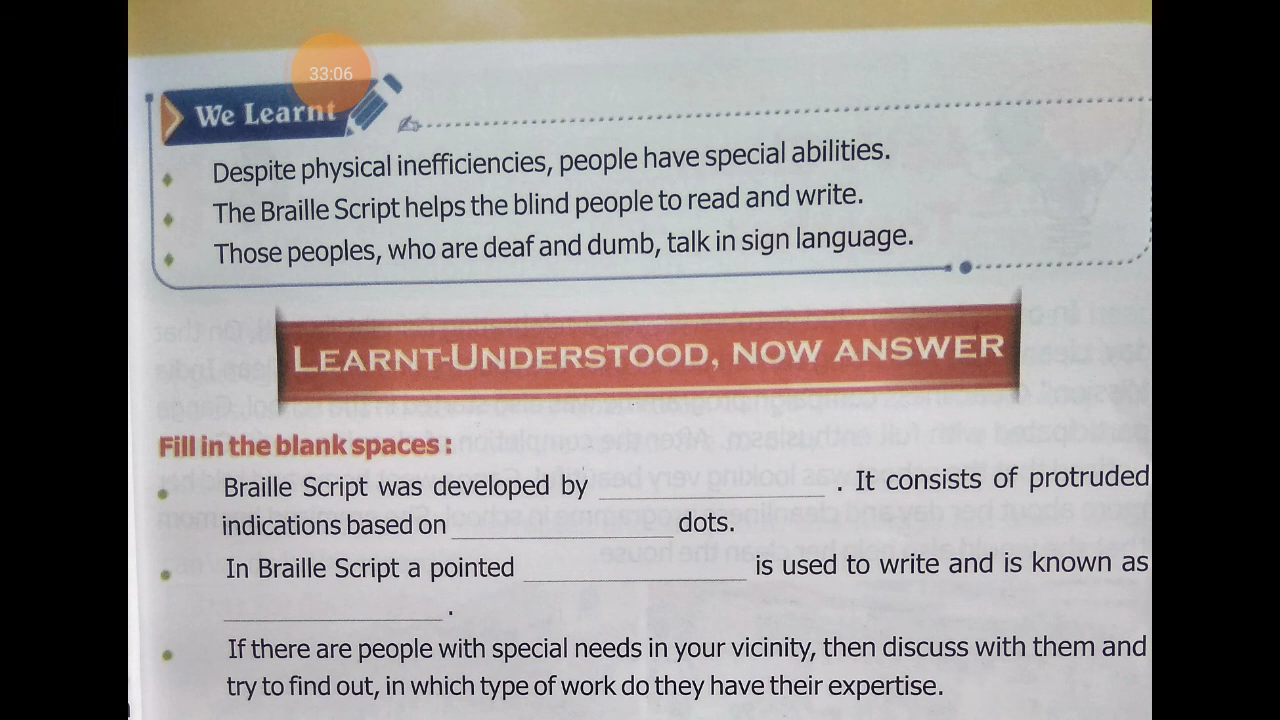 33:06
We Learnt
Despite physical inefficiencies, people have special abilities.
The Braille Script helps the blind people to read and write.
Those peoples, who are deaf and dumb, talk in sign language.
LEARNT-UNDERSTOOD, NOW ANSWER
Fill in the blank spaces :
Braille Script was developed by ____________ . It consists of protruded
indications based on ____________ dots.
In Braille Script a pointed ____________ is used to write and is known as
____________ .
If there are people with special needs in your vicinity, then discuss with them and
try to find out, in which type of work do they have their expertise.